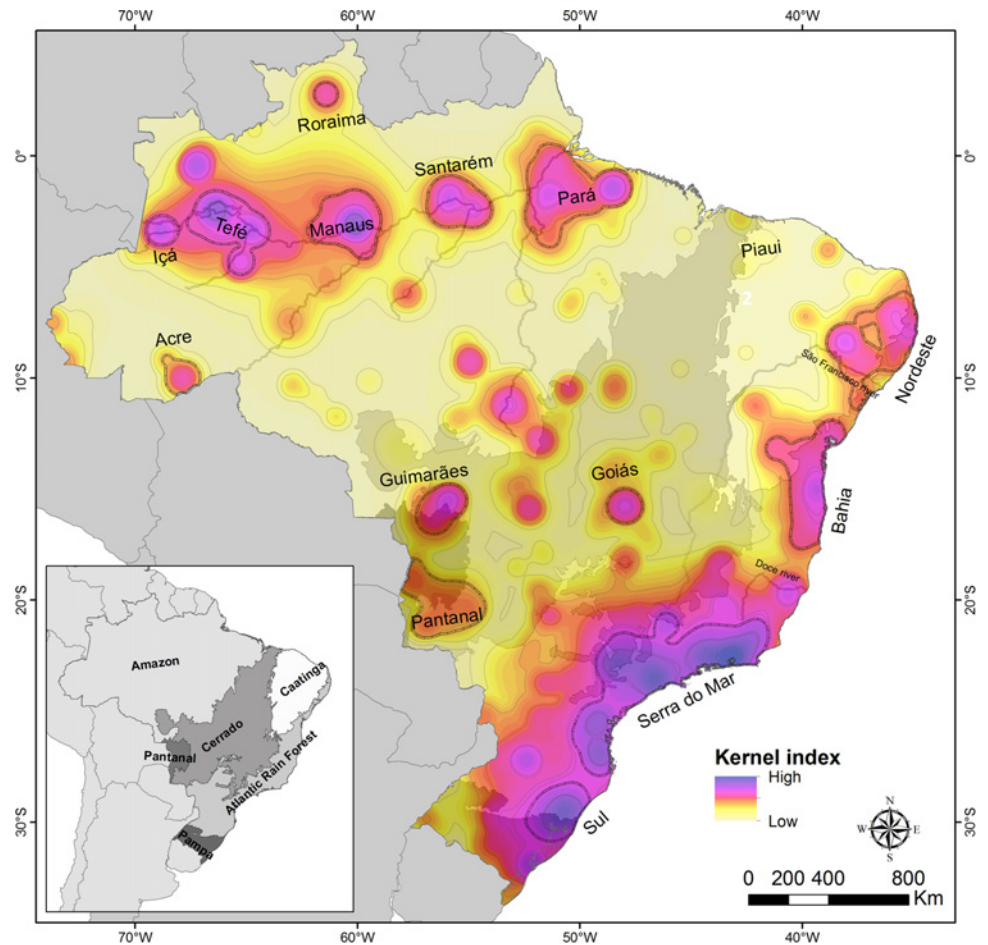 70°W 60°W 50°W 40°W
Roraima
0° 0°
Santarém
Pará
Tefé
Manaus
Içá
Piaui
2
Acre
São Francisco river
Nordeste
10°S 10°S
Guimarães
Goiás
Bahia
Doce river
20°S 20°S
Pantanal
Serra do Mar
Sul
Amazon
Caatinga
Cerrado
Pantanal
Atlantic Rain Forest
Pampa
Kernel index
High
Low
N
W E
S
30°S 30°S
0 200 400 800
Km
70°W 60°W 50°W 40°W